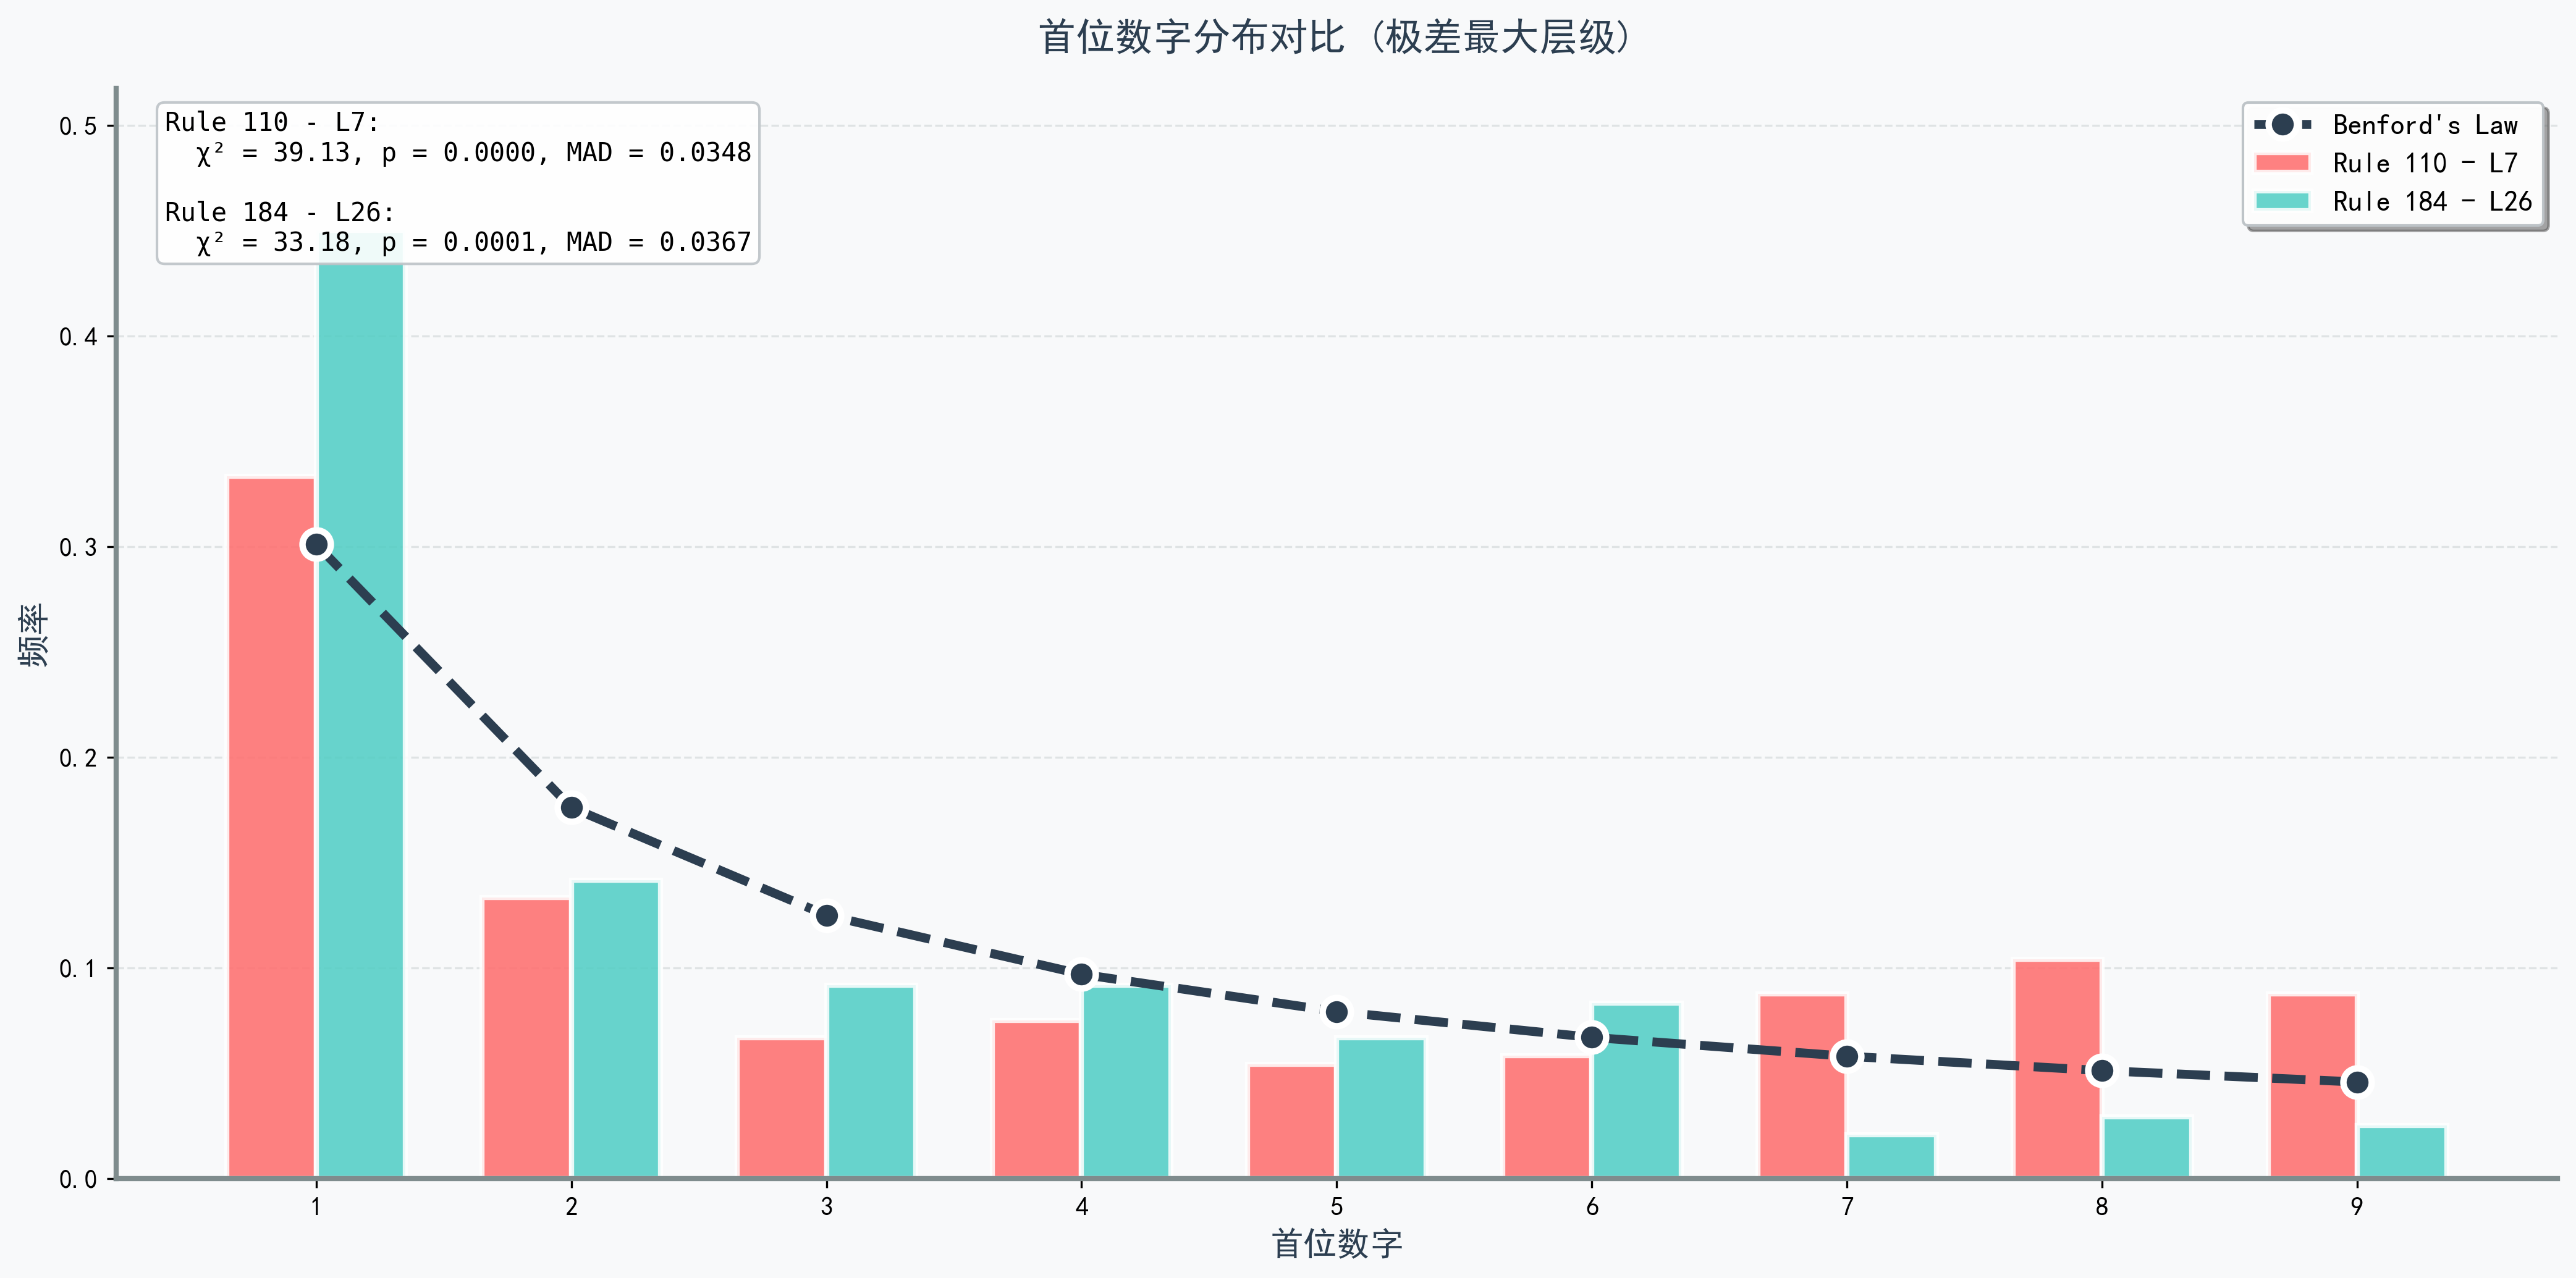 首位数字分布对比 (极差最大层级)
Rule 110 - L7:
χ² = 39.13, p = 0.0000, MAD = 0.0348
Rule 184 - L26:
χ² = 33.18, p = 0.0001, MAD = 0.0367
Benford's Law
Rule 110 - L7
Rule 184 - L26
频率
0.5
0.4
0.3
0.2
0.1
0.0
1 2 3 4 5 6 7 8 9
首位数字